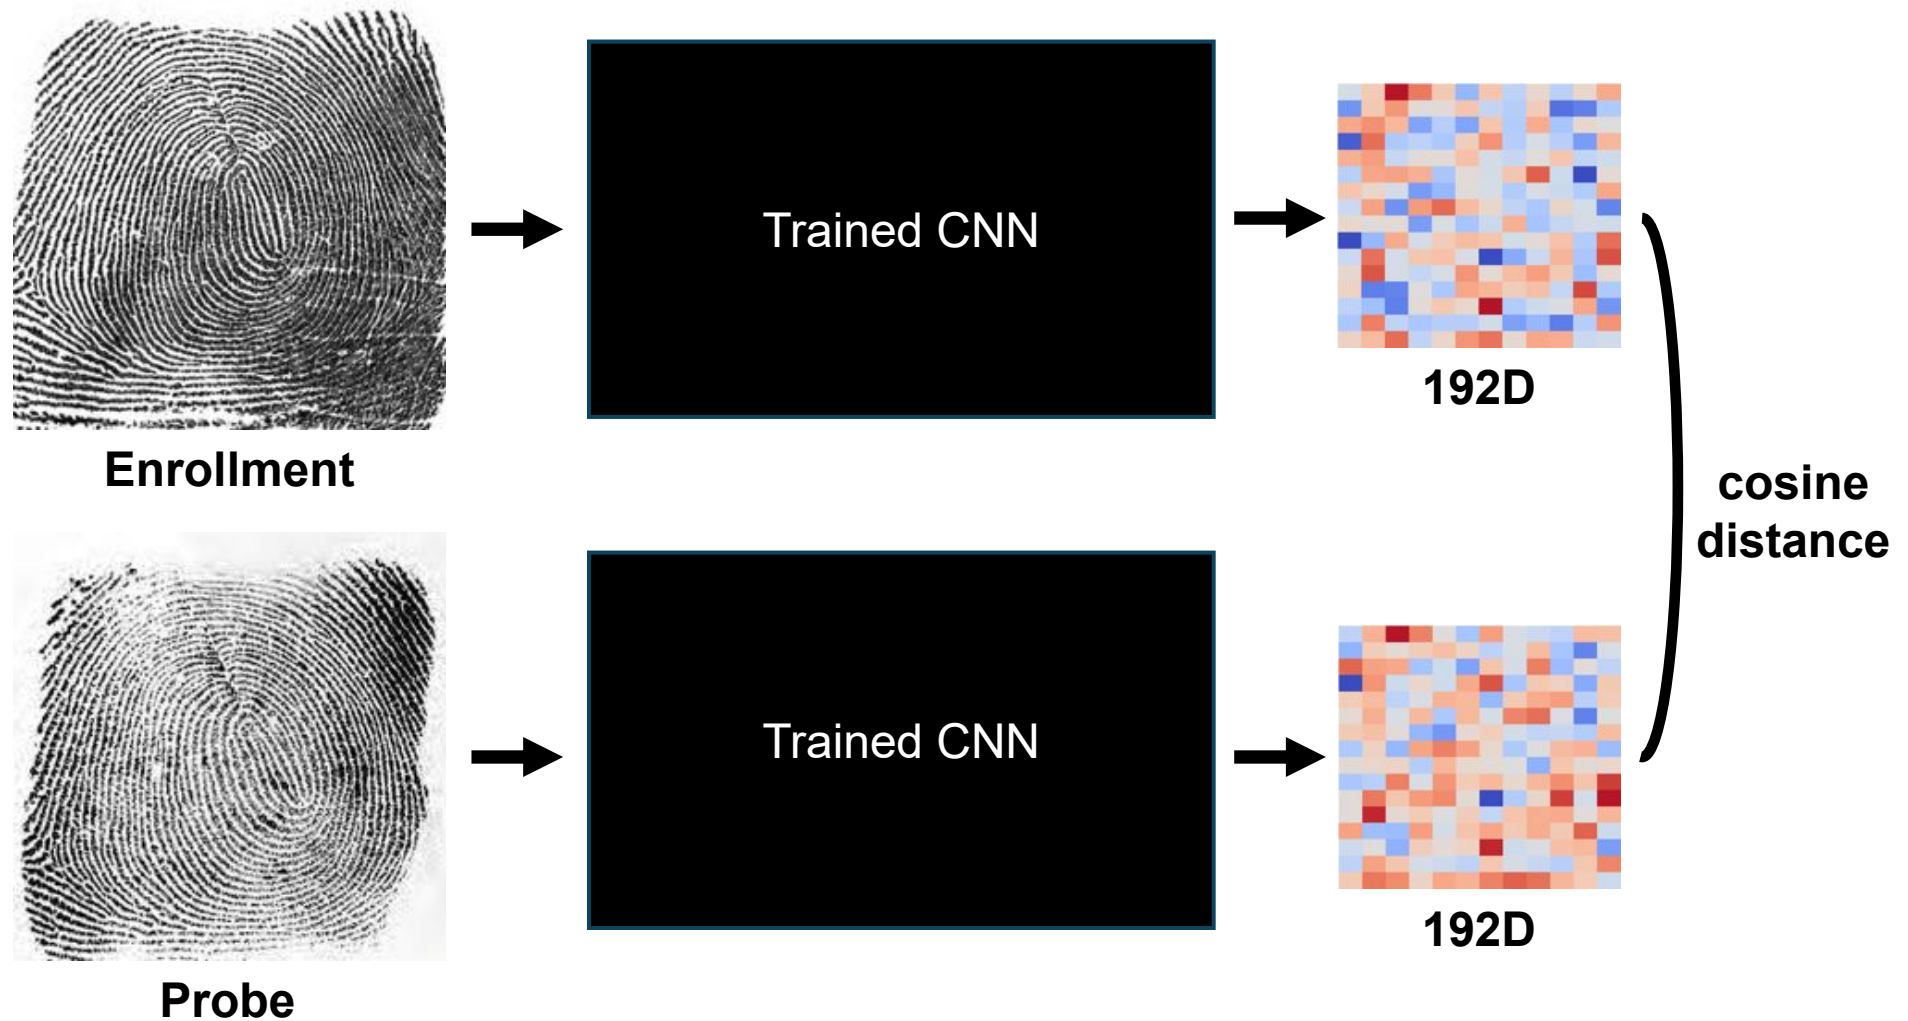 Trained CNN
192D
Enrollment
cosine
distance
Trained CNN
192D
Probe